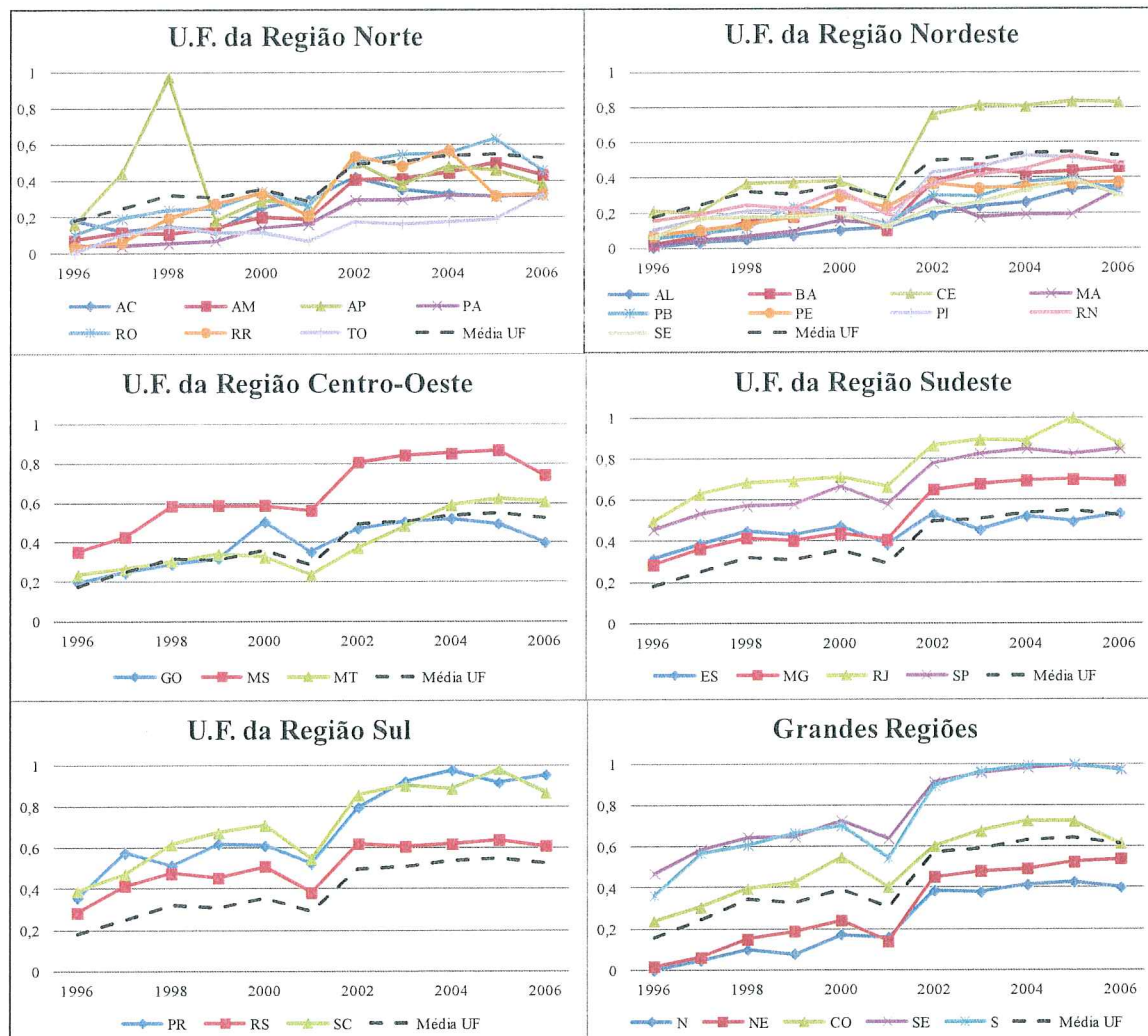 U.F. da Região Norte
1
0,8
0,6
0,4
0,2
0
1996 1998 2000 2002 2004 2006
AC AM AP PA
RO RR TO Média UF
U.F. da Região Nordeste
1
0,8
0,6
0,4
0,2
0
1996 1998 2000 2002 2004 2006
AL BA CE MA
PB PE PJ RN
SE Média UF
U.F. da Região Centro-Oeste
1
0,8
0,6
0,4
0,2
0
1996 1998 2000 2002 2004 2006
GO MS MT Média UF
U.F. da Região Sudeste
1
0,8
0,6
0,4
0,2
0
1996 1998 2000 2002 2004 2006
ES MG RJ SP Média UF
U.F. da Região Sul
1
0,8
0,6
0,4
0,2
0
1996 1998 2000 2002 2004 2006
PR RS SC Média UF
Grandes Regiões
1
0,8
0,6
0,4
0,2
0
1996 1998 2000 2002 2004 2006
N NE CO SE S Média UF